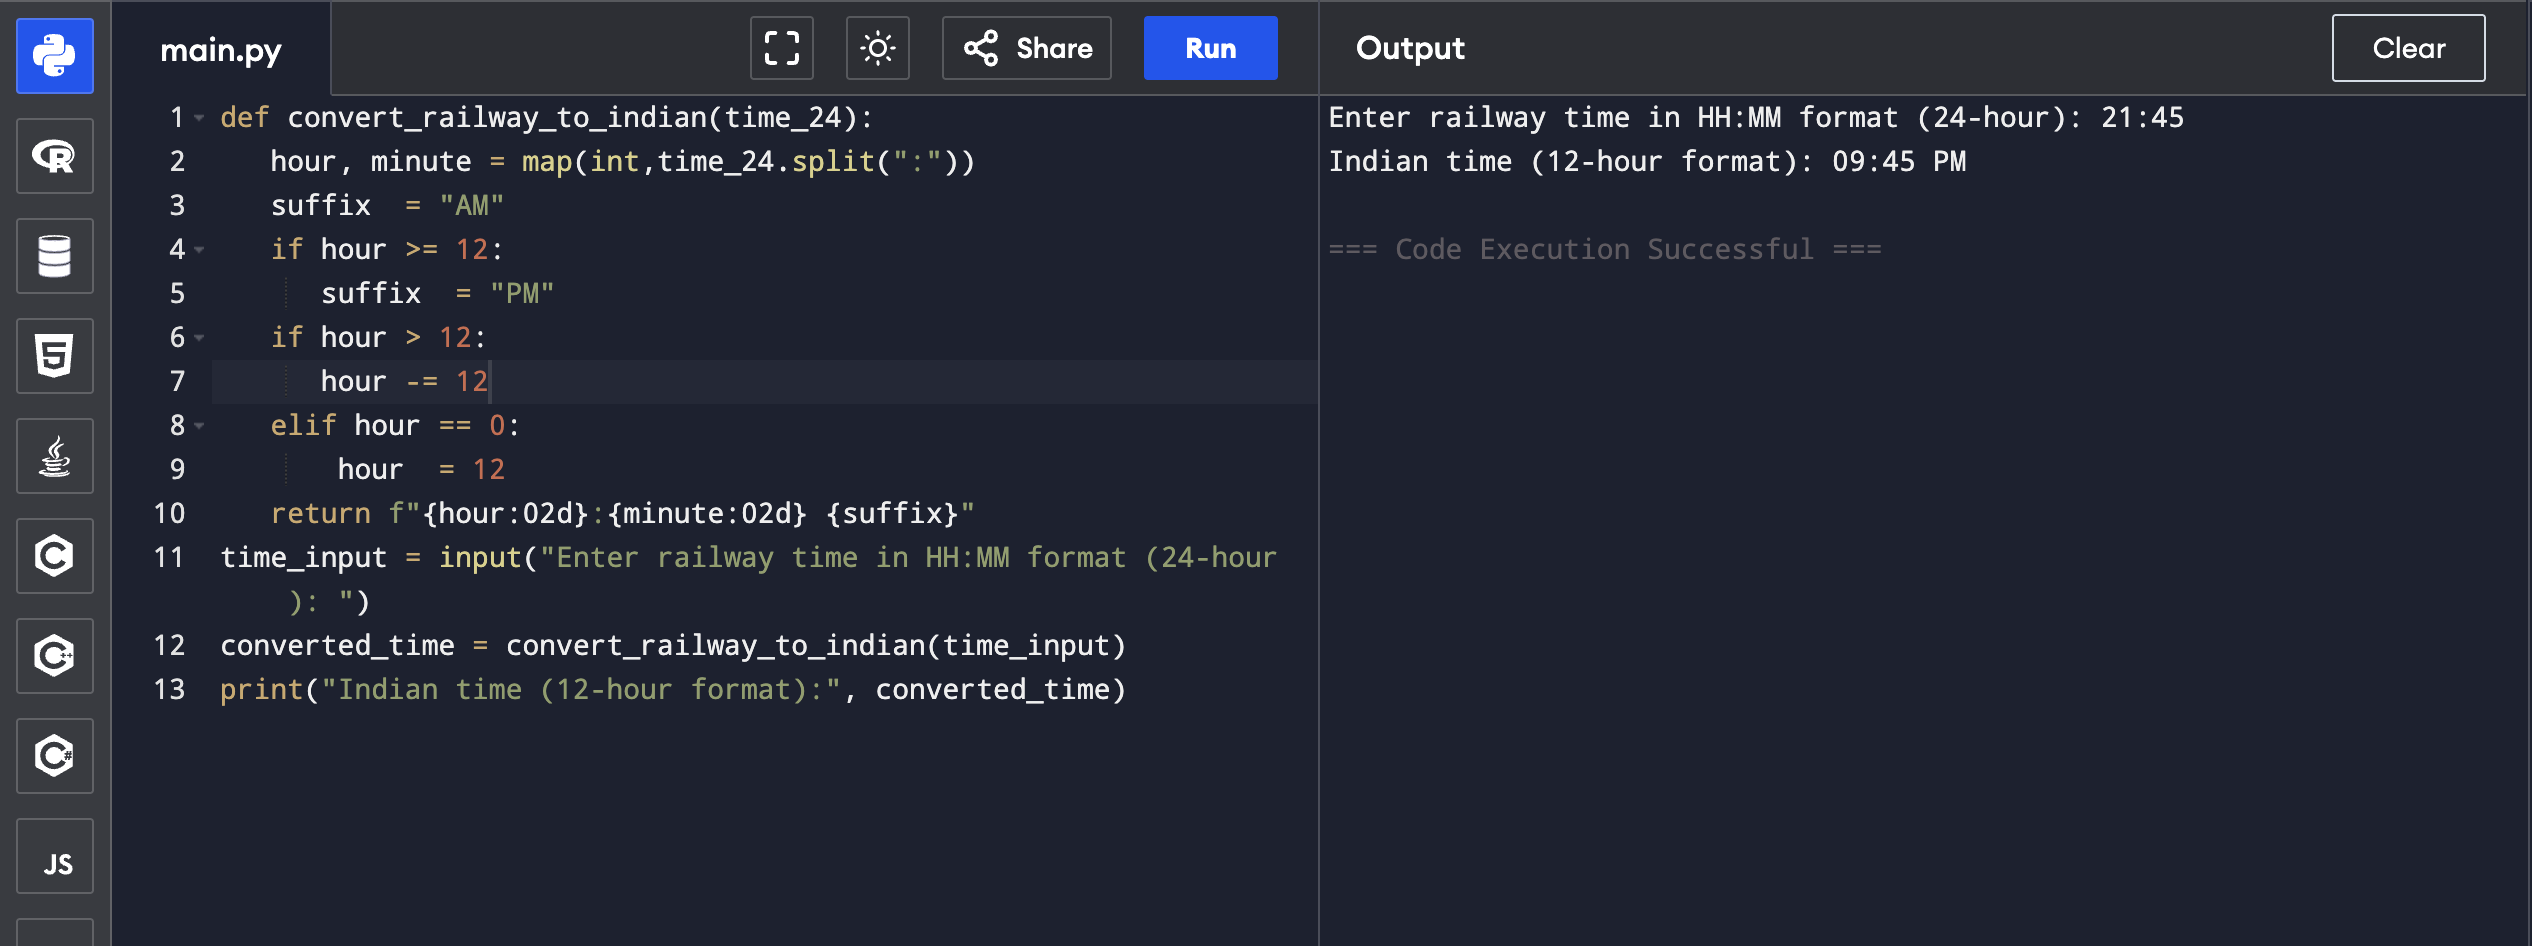 main.py
Share
Run
Output
Clear
1 def convert_railway_to_indian(time_24):
2    hour, minute = map(int,time_24.split(":"))
3    suffix  = "AM"
4    if hour >= 12:
5       suffix  = "PM"
6    if hour > 12:
7       hour -= 12
8    elif hour == 0:
9        hour  = 12
10    return f"{hour:02d}:{minute:02d} {suffix}"
11 time_input = input("Enter railway time in HH:MM format (24-hour
): ")
12 converted_time = convert_railway_to_indian(time_input)
13 print("Indian time (12-hour format):", converted_time)
Enter railway time in HH:MM format (24-hour): 21:45
Indian time (12-hour format): 09:45 PM
=== Code Execution Successful ===
R
5
C
C++
C#
JS